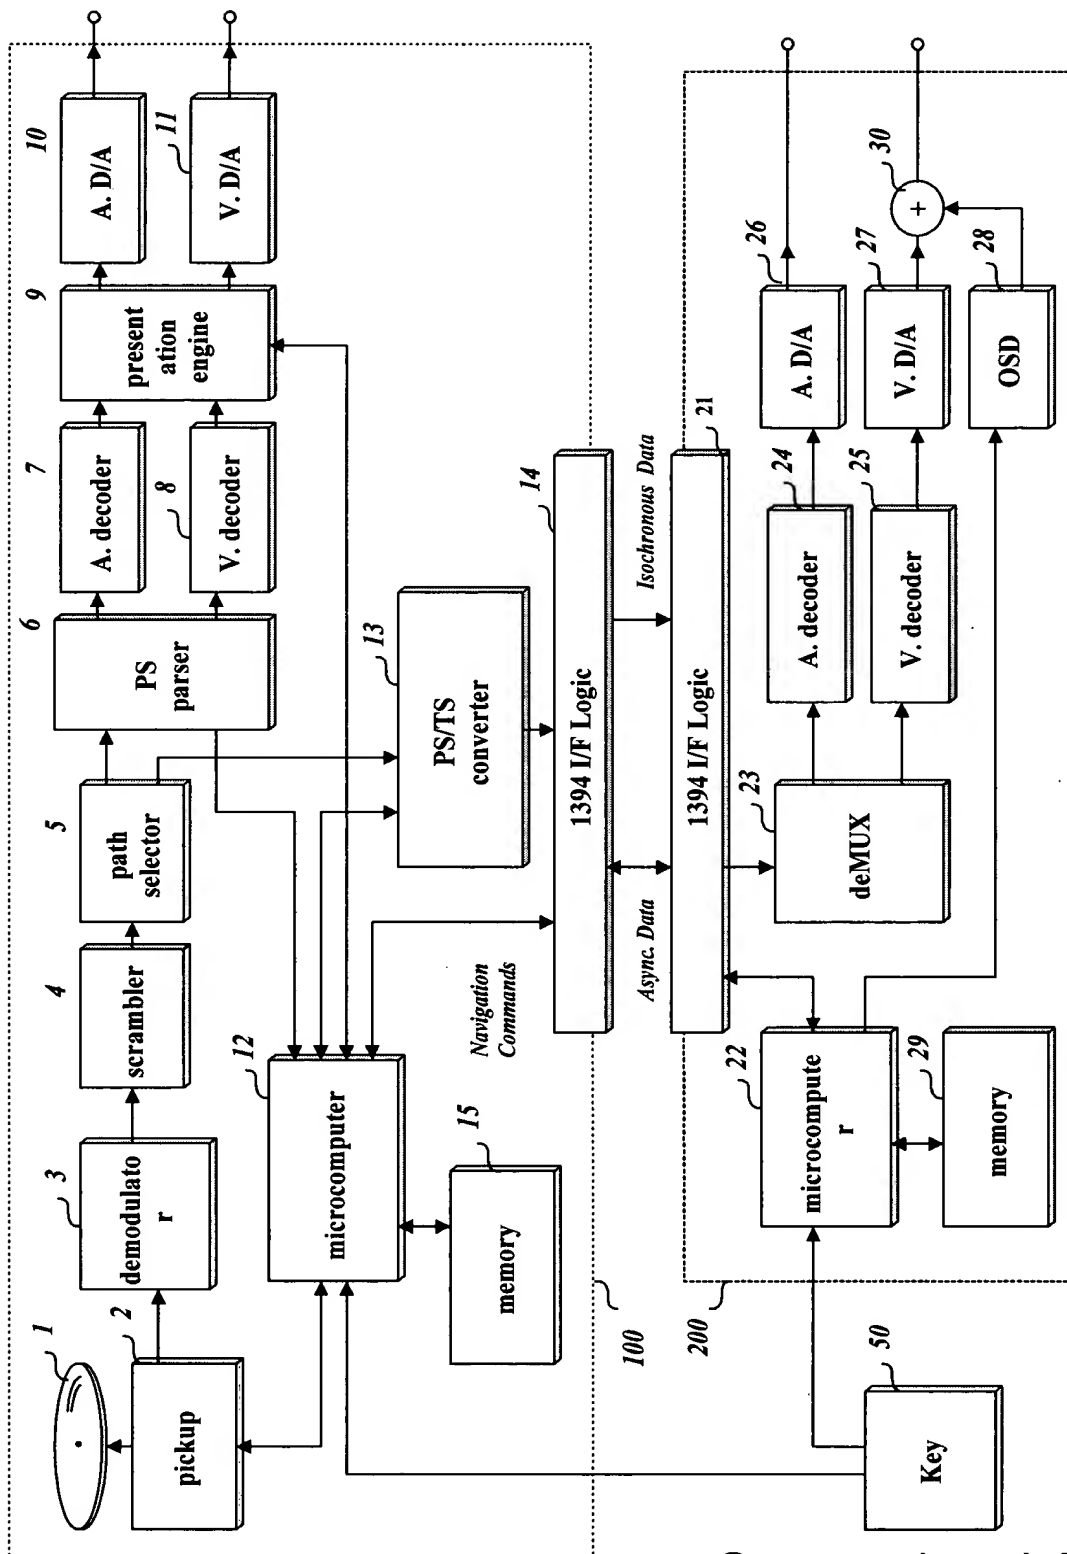 1
2
3
4
5
6
7
9
10
pickup
demodulato
r
scrambler
path
selector
PS
parser
A. decoder
present
ation
engine
A. D/A
8
11
V. decoder
V. D/A
12
microcomputer
13
PS/TS
converter
15
memory
Navigation
Commands
14
1394 I/F Logic
100
Async. Data
Isochronous Data
200
21
1394 I/F Logic
22
microcompute
r
23
deMUX
24
A. decoder
26
A. D/A
25
V. decoder
27
V. D/A
30
+
50
Key
29
memory
28
OSD